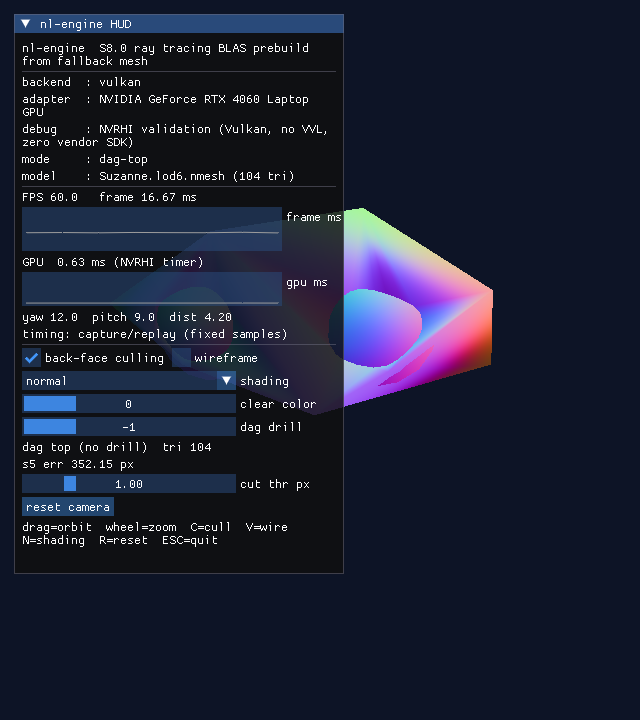 nl-engine HUD
nl-engine  S8.0 ray tracing BLAS prebuild
from fallback mesh
backend  : vulkan
adapter  : NVIDIA GeForce RTX 4060 Laptop
GPU
debug    : NVRHI validation (Vulkan, no VVL,
zero vendor SDK)
mode     : dag-top
model    : Suzanne.lod6.nmesh (104 tri)
FPS 60.0   frame 16.67 ms
frame ms
GPU  0.63 ms (NVRHI timer)
gpu ms
yaw 12.0  pitch 9.0  dist 4.20
timing: capture/replay (fixed samples)
back-face culling  wireframe
normal  shading
0  clear color
-1  dag drill
dag top (no drill)  tri 104
s5 err 352.15 px
1.00  cut thr px
reset camera
drag=orbit  wheel=zoom  C=cull  V=wire
N=shading  R=reset  ESC=quit